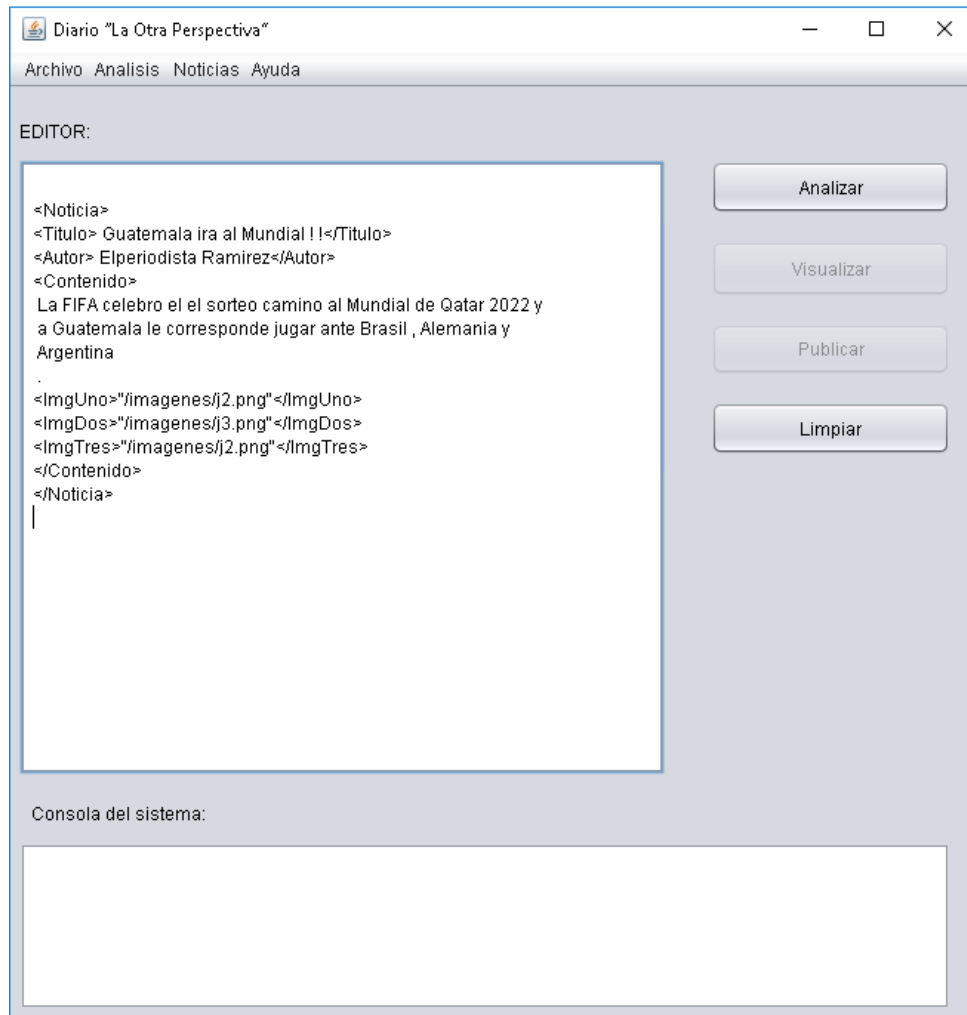 Diario "La Otra Perspectiva"
Archivo Analisis Noticias Ayuda
EDITOR:
<Noticia>
<Titulo> Guatemala ira al Mundial ! !</Titulo>
<Autor> Elperiodista Ramirez</Autor>
<Contenido>
La FIFA celebro el el sorteo camino al Mundial de Qatar 2022 y
a Guatemala le corresponde jugar ante Brasil , Alemania y
Argentina
.
<ImgUno>"/imagenes/j2.png"</ImgUno>
<ImgDos>"/imagenes/j3.png"</ImgDos>
<ImgTres>"/imagenes/j2.png"</ImgTres>
</Contenido>
</Noticia>
Analizar
Visualizar
Publicar
Limpiar
Consola del sistema: